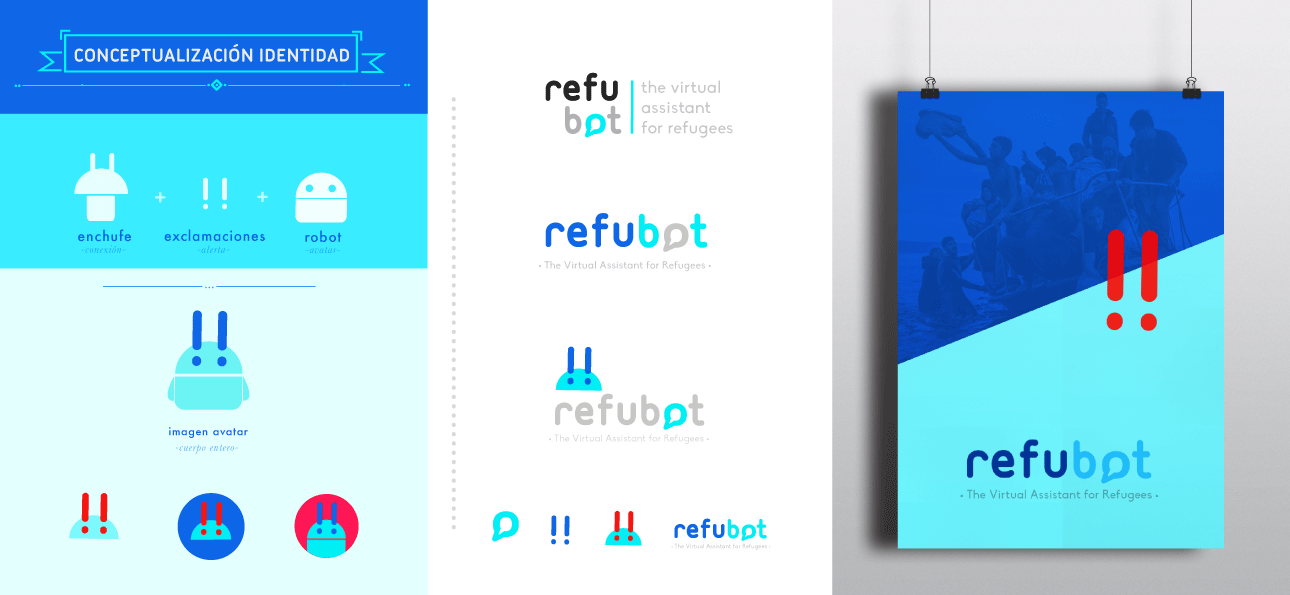 CONCEPTUALIZACIÓN IDENTIDAD
+ !! +
enchufe exclamaciones robot
-conexión- -alerta- -avatar-
imagen avatar
-cuerpo entero-
refu
bot
the virtual
assistant
for refugees
refubot
• The Virtual Assistant for Refugees •
refubot
• The Virtual Assistant for Refugees •
!!
refubot
- The Virtual Assistant for Refugees -
!!
refubot
• The Virtual Assistant for Refugees •